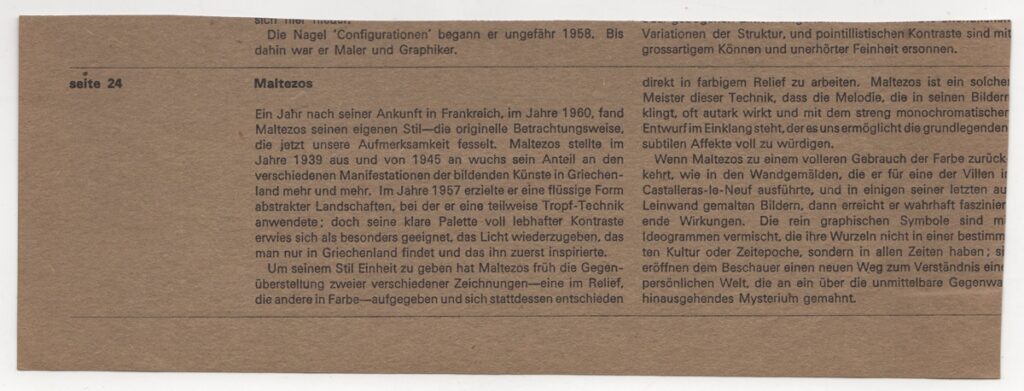 sich hier nieder.
Die Nagel 'Configurationen' begann er ungefähr 1958. Bis
dahin war er Maler und Graphiker.
Variationen der Struktur, und pointillistischen Kontraste sind mit
grossartigem Können und unerhörter Feinheit ersonnen.
seite 24
Maltezos
Ein Jahr nach seiner Ankunft in Frankreich, im Jahre 1960, fand
Maltezos seinen eigenen Stil—die originelle Betrachtungsweise,
die jetzt unsere Aufmerksamkeit fesselt. Maltezos stellte im
Jahre 1939 aus und von 1945 an wuchs sein Anteil an den
verschiedenen Manifestationen der bildenden Künste in Griechen-
land mehr und mehr. Im Jahre 1957 erzielte er eine flüssige Form
abstrakter Landschaften, bei der er eine teilweise Tropf-Technik
anwendete; doch seine klare Palette voll lebhafter Kontraste
erwies sich als besonders geeignet, das Licht wiederzugeben, das
man nur in Griechenland findet und das ihn zuerst inspirierte.
Um seinem Stil Einheit zu geben hat Maltezos früh die Gegen-
überstellung zweier verschiedener Zeichnungen—eine im Relief,
die andere in Farbe—aufgegeben und sich stattdessen entschieden
direkt in farbigem Relief zu arbeiten. Maltezos ist ein solcher
Meister dieser Technik, dass die Melodie, die in seinen Bildern
klingt, oft autark wirkt und mit dem streng monochromatischen
Entwurf im Einklang steht, der es uns ermöglicht die grundlegenden
subtilen Affekte voll zu würdigen.
Wenn Maltezos zu einem volleren Gebrauch der Farbe zurück-
kehrt, wie in den Wandgemälden, die er für eine der Villen in
Castalleras-le-Neuf ausführte, und in einigen seiner letzten au
Leinwand gemalten Bildern, dann erreicht er wahrhaft faszinier
ende Wirkungen. Die rein graphischen Symbole sind m
Ideogrammen vermischt, die ihre Wurzeln nicht in einer bestimm
ten Kultur oder Zeitepoche, sondern in allen Zeiten haben; si
eröffnen dem Beschauer einen neuen Weg zum Verständnis eine
persönlichen Welt, die an ein über die unmittelbare Gegenwa
hinausgehendes Mysterium gemahnt.